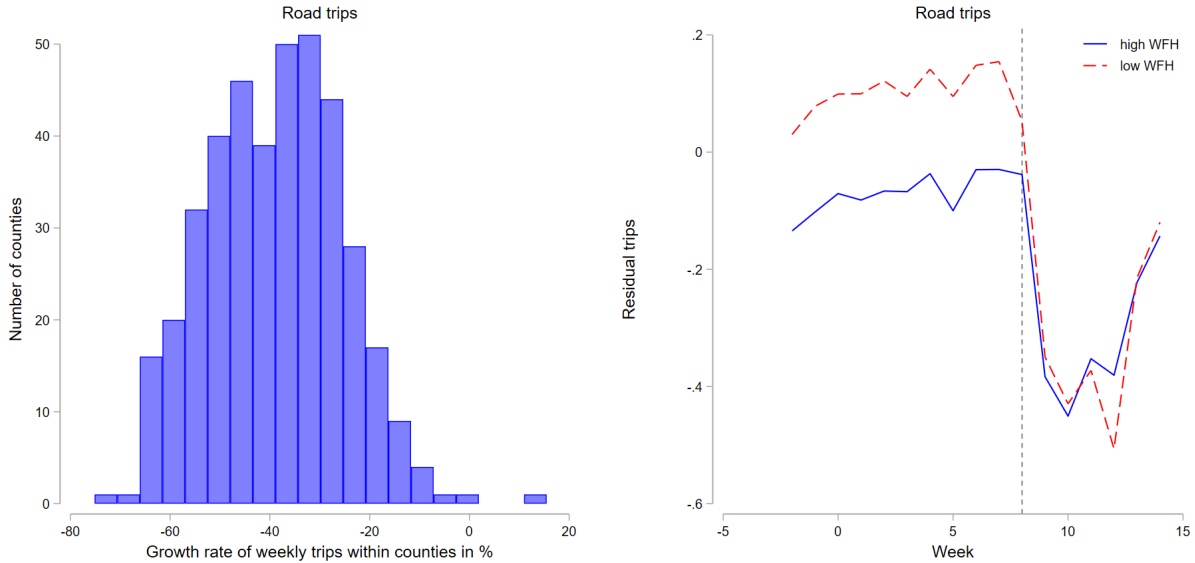 Road trips
Number of counties
50
40
30
20
10
0
-80
-60
-40
-20
0
20
Growth rate of weekly trips within counties in %
Road trips
high WFH
low WFH
Residual trips
.2
0
-.2
-.4
-.6
-5
0
5
10
15
Week